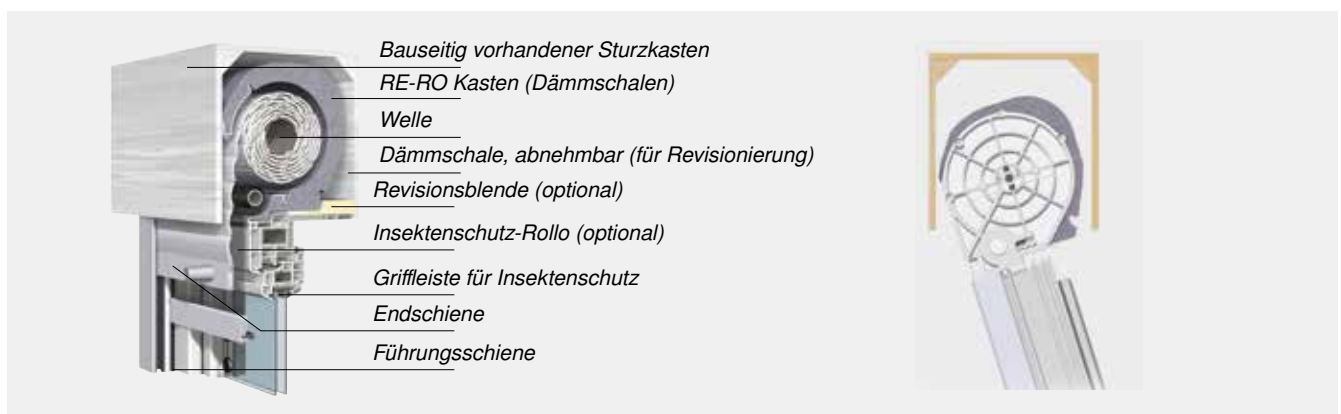 Bauseitig vorhandener Sturzkasten
RE-RO Kasten (Dämmschalen)
Welle
Dämmschale, abnehmbar (für Revisionierung)
Revisionsblende (optional)
Insektenschutz-Rollo (optional)
Griffleiste für Insektenschutz
Endschiene
Führungsschiene